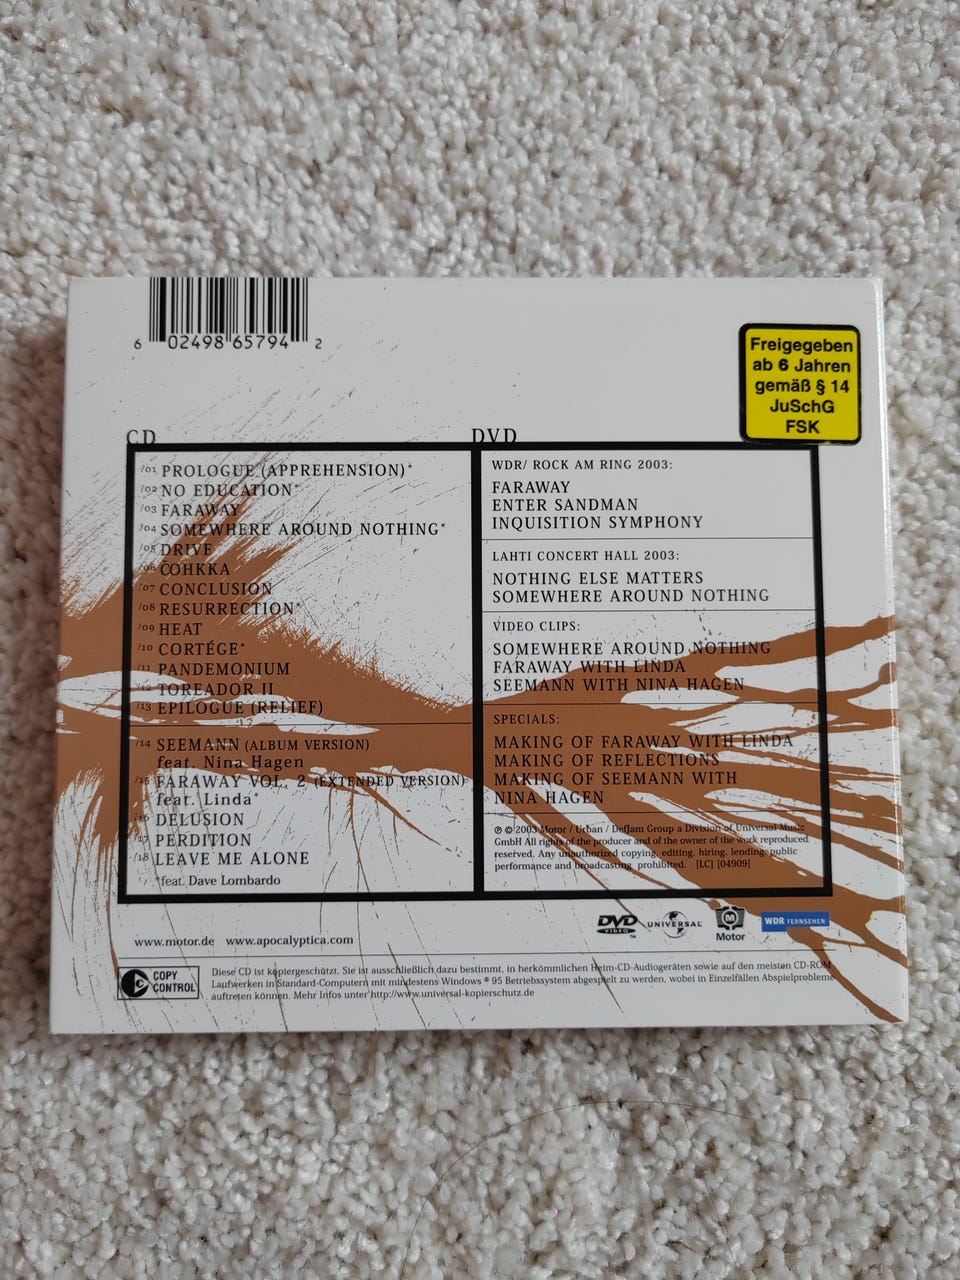 6 02498 65794 2
Freigegeben
ab 6 Jahren
gemäß § 14
JuSchG
FSK
CD
/01 PROLOGUE (APPREHENSION)*
/02 NO EDUCATION*
/03 FARAWAY
/04 SOMEWHERE AROUND NOTHING*
/05 DRIVE
/06 COHKKA
/07 CONCLUSION
/08 RESURRECTION*
/09 HEAT
/10 CORTÉGE*
/11 PANDEMONIUM
/12 TOREADOR II
/13 EPILOGUE (RELIEF)
/14 SEEMANN (ALBUM VERSION)
feat. Nina Hagen
/15 FARAWAY VOL. 2 (EXTENDED VERSION)
feat. Linda*
/16 DELUSION
/17 PERDITION
/18 LEAVE ME ALONE
*feat. Dave Lombardo
DVD
WDR/ ROCK AM RING 2003:
FARAWAY
ENTER SANDMAN
INQUISITION SYMPHONY
LAHTI CONCERT HALL 2003:
NOTHING ELSE MATTERS
SOMEWHERE AROUND NOTHING
VIDEO CLIPS:
SOMEWHERE AROUND NOTHING
FARAWAY WITH LINDA
SEEMANN WITH NINA HAGEN
SPECIALS:
MAKING OF FARAWAY WITH LINDA
MAKING OF REFLECTIONS
MAKING OF SEEMANN WITH
NINA HAGEN
℗ © 2003 Motor / Urban / Defjam Group a Division of Universal Music
GmbH All rights of the producer and of the owner of the work reproduced
reserved. Any unauthorized copying, editing, hiring, lending, public
performance and broadcasting prohibited. [LC] [04909]
DVD VIDEO ™ UNIVERSAL M Motor WDR FERNSEHEN
www.motor.de www.apocalyptica.com
COPY CONTROL
Diese CD ist kopiergeschützt. Sie ist ausschließlich dazu bestimmt, in herkömmlichen Heim-CD-Audiogeräten sowie auf den meisten CD-ROM
Laufwerken in Standard-Computern mit mindestens Windows ® 95 Betriebssystem abgespielt zu werden, wobei in Einzelfällen Abspielprobleme
auftreten können. Mehr Infos unter http://www.universal-kopierschutz.de